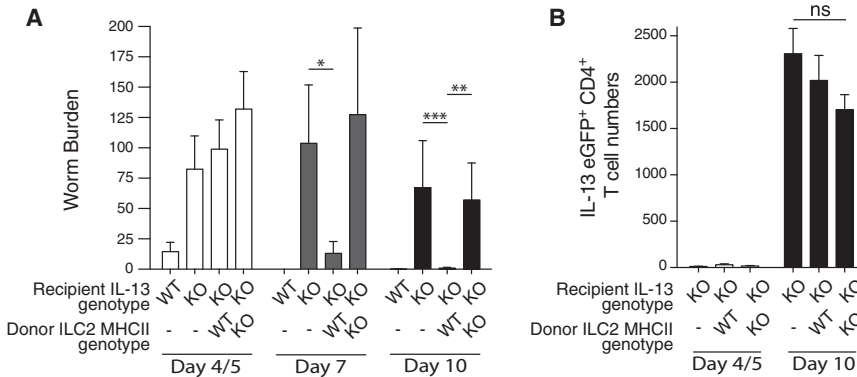 A
200
175
150
125
100
75
50
25
0
Worm Burden
*
***
**
Recipient IL-13 genotype
WT KO KO KO WT KO KO KO WT KO KO KO
Donor ILC2 MHCII genotype
- - WT KO - - WT KO - - WT KO
Day 4/5 Day 7 Day 10
B
ns
2500
2000
1500
1000
500
0
IL-13 eGFP⁺ CD4⁺
T cell numbers
Recipient IL-13 genotype
KO KO KO KO KO KO
Donor ILC2 MHCII genotype
- WT KO - WT KO
Day 4/5 Day 10